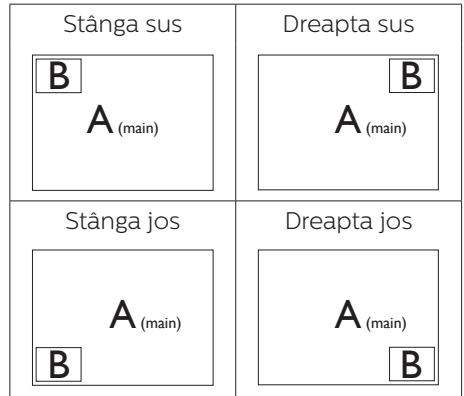 Stânga sus
B
A (main)
Dreapta sus
B
A (main)
Stânga jos
A (main)
B
Dreapta jos
A (main)
B